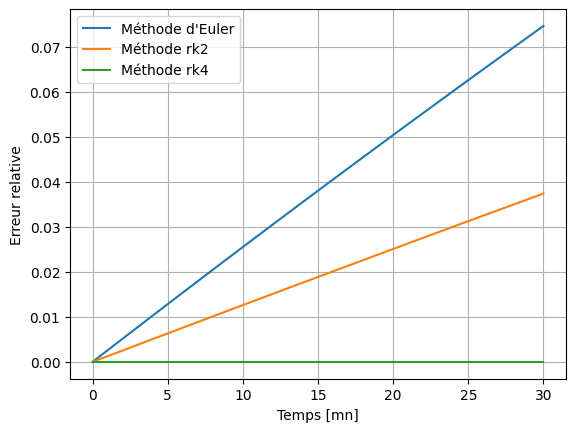 Méthode d'Euler
Méthode rk2
Méthode rk4
Erreur relative
0.07
0.06
0.05
0.04
0.03
0.02
0.01
0.00
0 5 10 15 20 25 30
Temps [mn]